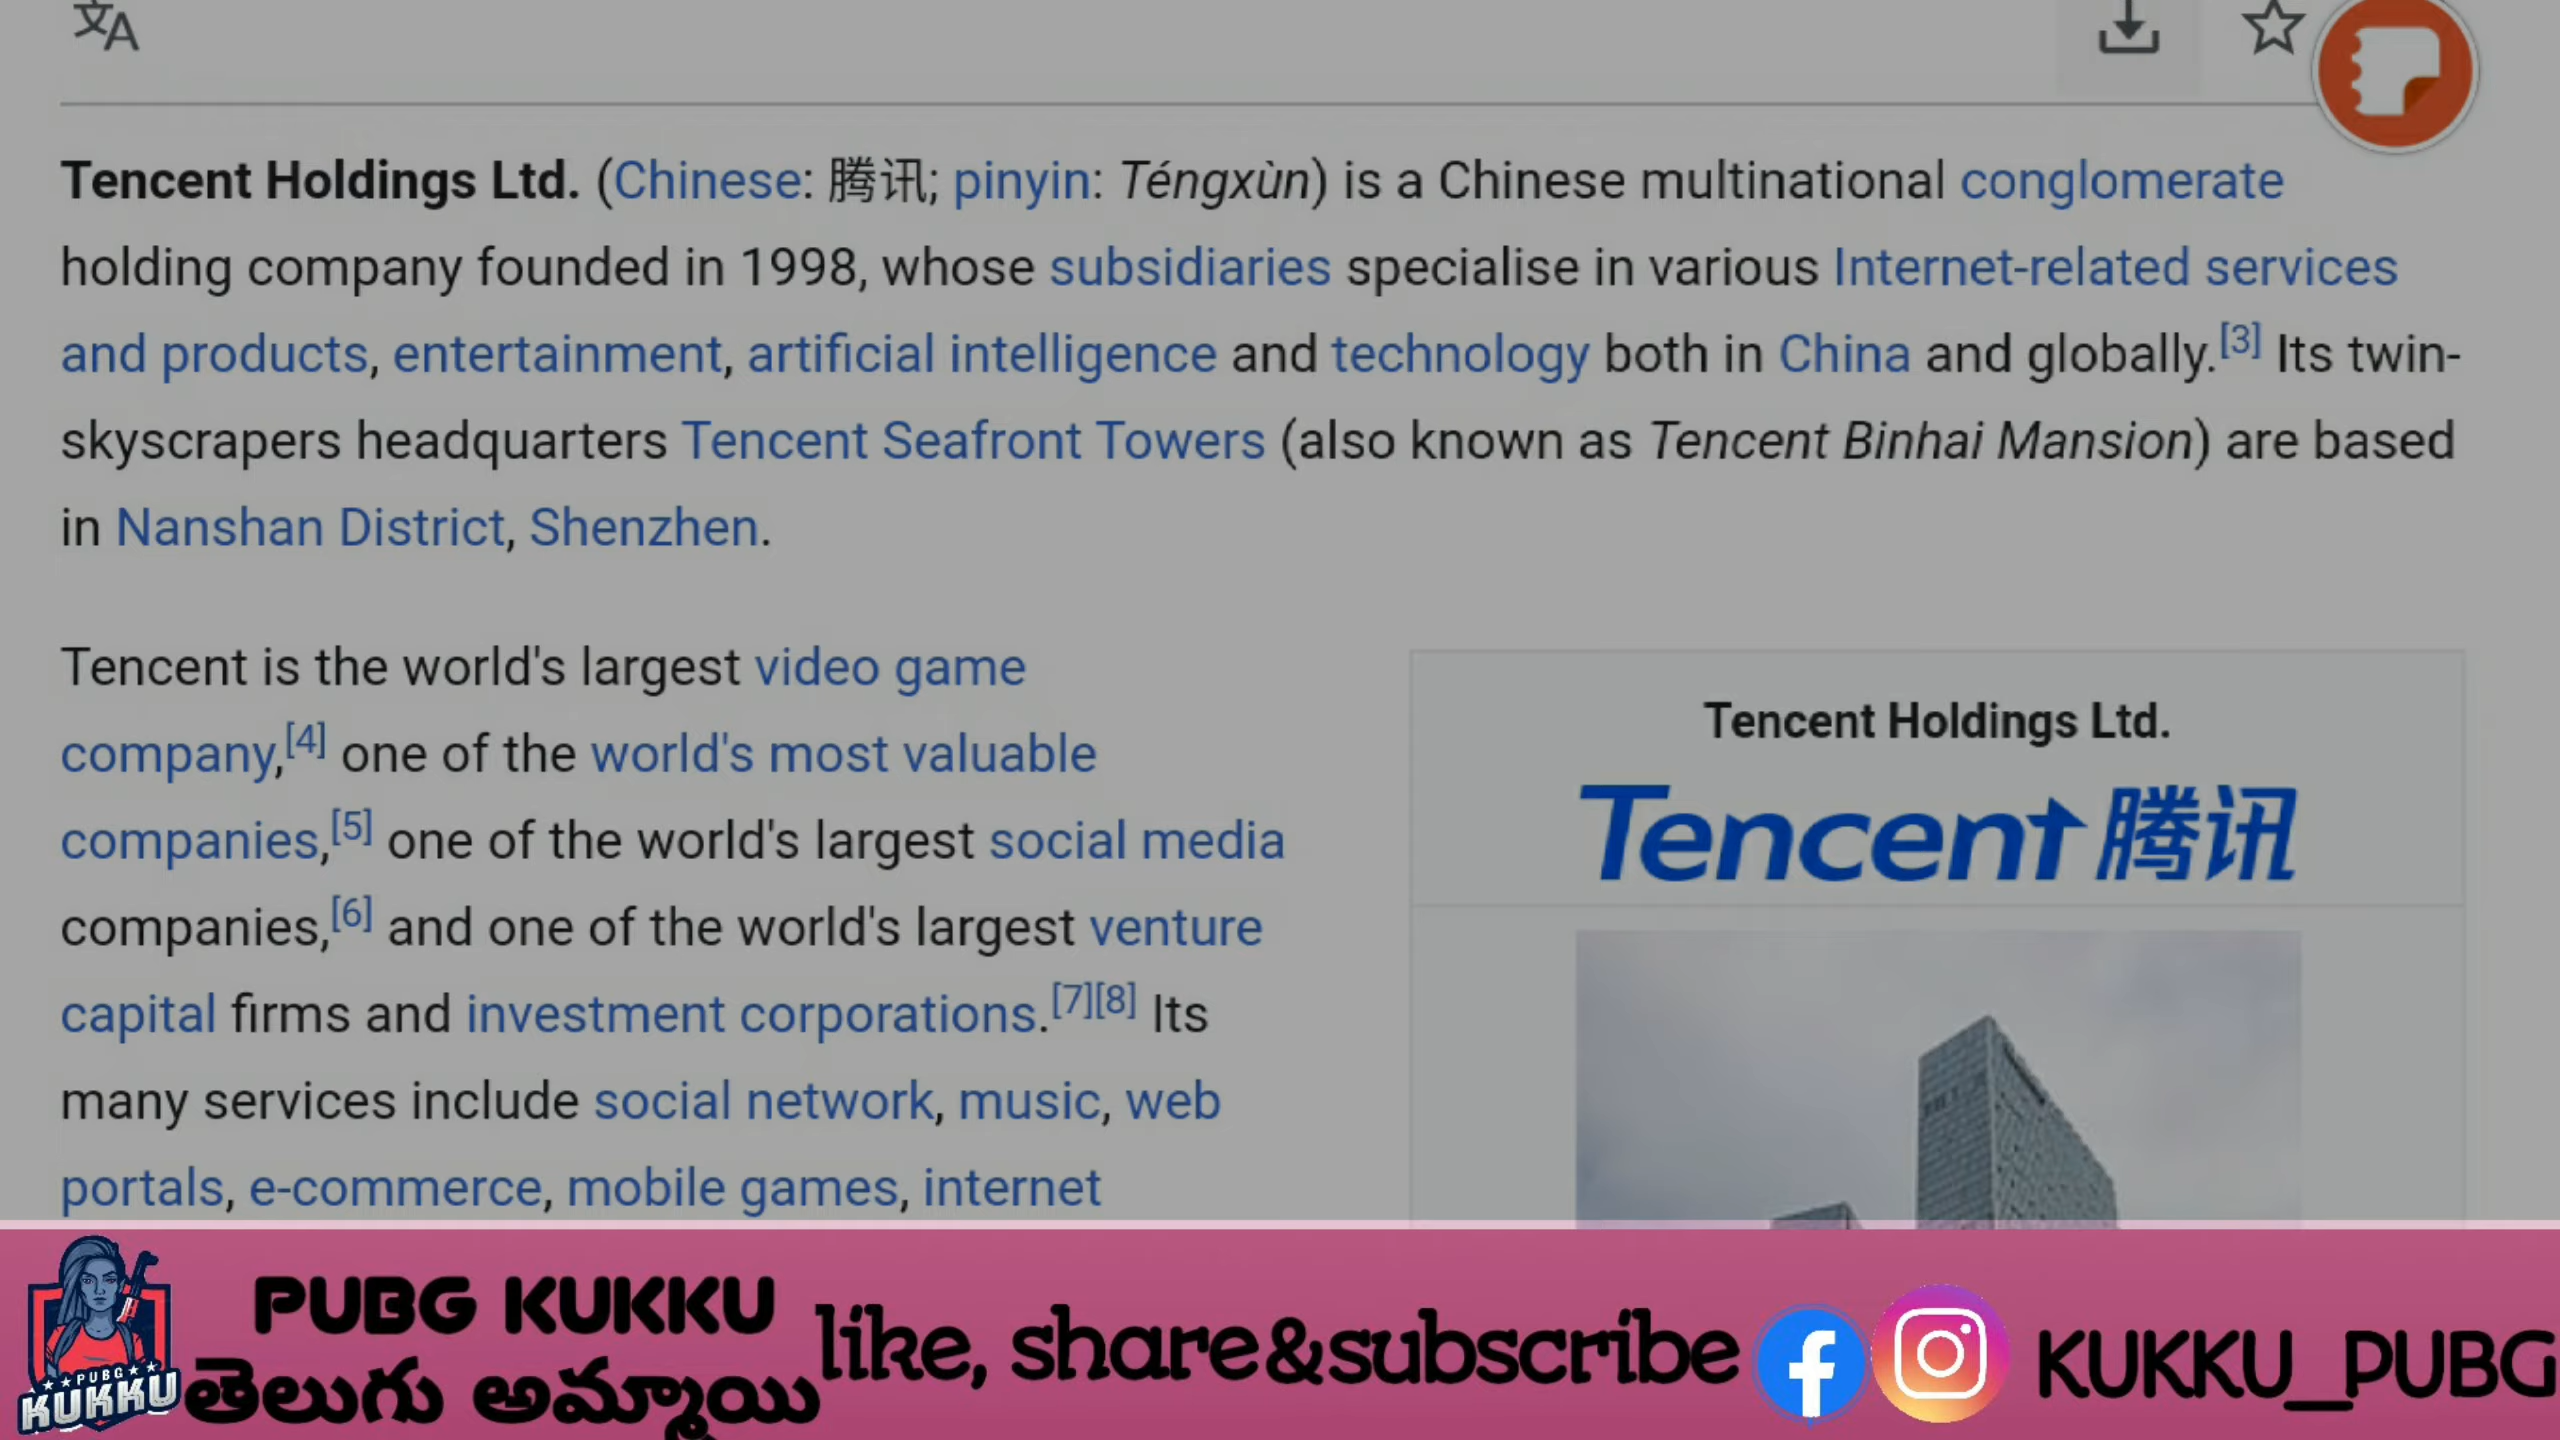 Tencent Holdings Ltd. (Chinese: 腾讯; pinyin: Téngxùn) is a Chinese multinational conglomerate
holding company founded in 1998, whose subsidiaries specialise in various Internet-related services
and products, entertainment, artificial intelligence and technology both in China and globally.[3] Its twin-
skyscrapers headquarters Tencent Seafront Towers (also known as Tencent Binhai Mansion) are based
in Nanshan District, Shenzhen.
Tencent is the world's largest video game
company,[4] one of the world's most valuable
companies,[5] one of the world's largest social media
companies,[6] and one of the world's largest venture
capital firms and investment corporations.[7][8] Its
many services include social network, music, web
portals, e-commerce, mobile games, internet
Tencent Holdings Ltd.
Tencent 腾讯
PUBG
KUKKU
PUBG KUKKU
తెలుగు అమ్మాయి
like, share&subscribe
KUKKU_PUBG